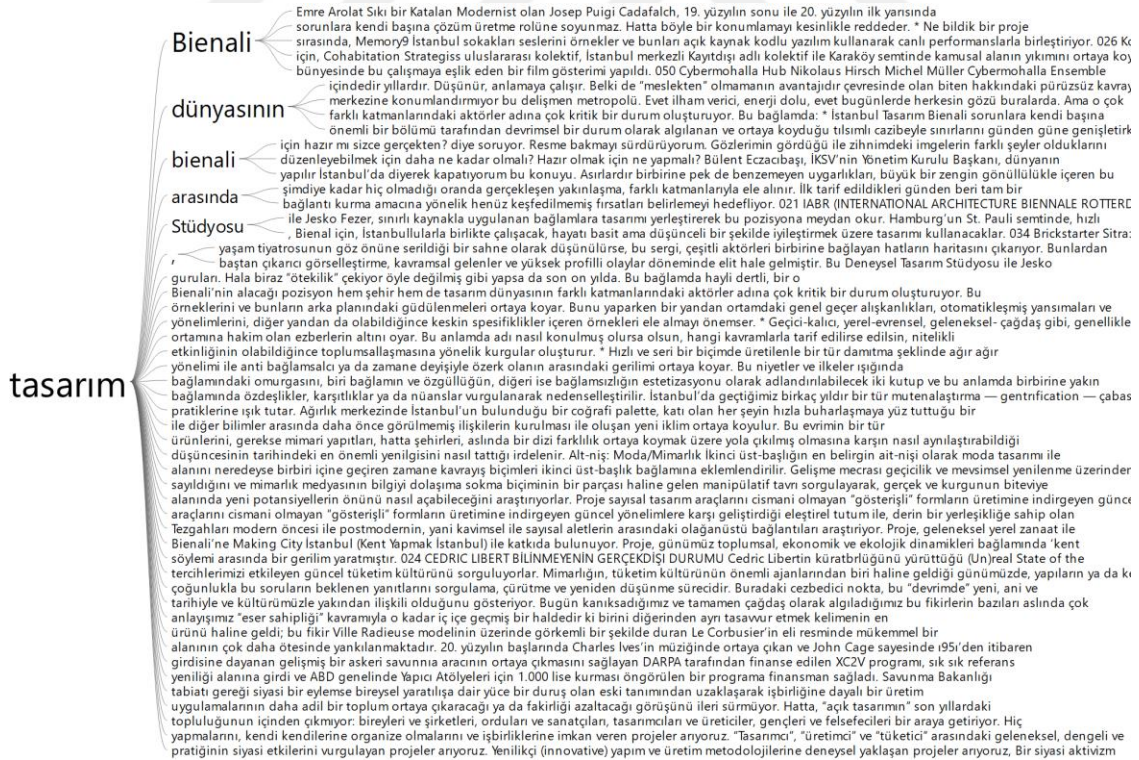 Emre Arolat Sıkı bir Katalan Modernist olan Josep Puigi Cadafalch, 19. yüzyılın sonu ile 20. yüzyılın ilk yarısında
Bienali
sorunlara kendi başına çözüm üretme rolüne soyunmaz. Hatta böyle bir konumlamayı kesinlikle reddeder. * Ne bildik bir proje
sırasında, Memory9 İstanbul sokakları seslerini örnekler ve bunları açık kaynak kodlu yazılım kullanarak canlı performanslarla birleştiriyor. 026 Ko
için, Cohabitation Strategiss uluslararası kolektif, İstanbul merkezli Kayıtdışı adlı kolektif ile Karaköy semtinde kamusal alanın yıkımını ortaya koy
bünyesinde bu çalışmaya eşlik eden bir film gösterimi yapıldı. 050 Cybermohalla Hub Nikolaus Hirsch Michel Müller Cybermohalla Ensemble
dünyasının
içindedir yıllardır. Düşünür, anlamaya çalışır. Belki de “meslekten” olmamanın avantajıdır çevresinde olan biten hakkındaki pürüzsüz kavray
merkezine konumlandırmıyor bu delişmen metropolü. Evet ilham verici, enerji dolu, evet bugünlerde herkesin gözü buralarda. Ama o çok
farklı katmanlarındaki aktörler adına çok kritik bir durum oluşturuyor. Bu bağlamda: * İstanbul Tasarım Bienali sorunlara kendi başına
önemli bir bölümü tarafından devrimsel bir durum olarak algılanan ve ortaya koyduğu tılsımlı cazibeyle sınırlarını günden güne genişletirk
bienali
için hazır mı sizce gerçekten? diye soruyor. Resme bakmayı sürdürüyorum. Gözlerimin gördüğü ile zihnimdeki imgelerin farklı şeyler olduklarını
düzenleyebilmek için daha ne kadar olmalı? Hazır olmak için ne yapmalı? Bülent Eczacıbaşı, İKSV’nin Yönetim Kurulu Başkanı, dünyanın
yapılır İstanbul’da diyerek kapatıyorum bu konuyu. Asırlardır birbirine pek de benzemeyen uygarlıkları, büyük bir zengin gönüllülükle içeren bu
arasında
şimdiye kadar hiç olmadığı oranda gerçekleşen yakınlaşma, farklı katmanlarıyla ele alınır. İlk tarif edildikleri günden beri tam bir
bağlantı kurma amacına yönelik henüz keşfedilmemiş fırsatları belirlemeyi hedefliyor. 021 IABR (INTERNATIONAL ARCHITECTURE BIENNALE ROTTERD
Stüdyosu
ile Jesko Fezer, sınırlı kaynakla uygulanan bağlamlara tasarımı yerleştirerek bu pozisyona meydan okur. Hamburg’un St. Pauli semtinde, hızlı
, Bienal için, İstanbullularla birlikte çalışacak, hayatı basit ama düşünceli bir şekilde iyileştirmek üzere tasarımı kullanacaklar. 034 Brickstarter Sitra:
,
yaşam tiyatrosunun göz önüne serildiği bir sahne olarak düşünülürse, bu sergi, çeşitli aktörleri birbirine bağlayan hatların haritasını çıkarıyor. Bunlardan
baştan çıkarıcı görselleştirme, kavramsal gelenler ve yüksek profilli olaylar döneminde elit hale gelmiştir. Bu Deneysel Tasarım Stüdyosu ile Jesko
guruları. Hala biraz “ötekilik” çekiyor öyle değilmiş gibi yapsa da son on yılda. Bu bağlamda hayli dertli, bir o
Bienali’nin alacağı pozisyon hem şehir hem de tasarım dünyasının farklı katmanlarındaki aktörler adına çok kritik bir durum oluşturuyor. Bu
örneklerini ve bunların arka planındaki güdülenmeleri ortaya koyar. Bunu yaparken bir yandan ortamdaki genel geçer alışkanlıkları, otomatikleşmiş yansımaları ve
yönelimlerini, diğer yandan da olabildiğince keskin spesifiklikler içeren örnekleri ele almayı önemser. * Geçici-kalıcı, yerel-evrensel, geleneksel- çağdaş gibi, genellikle
ortamına hakim olan ezberlerin altını oyar. Bu anlamda adı nasıl konulmuş olursa olsun, hangi kavramlarla tarif edilirse edilsin, nitelikli
etkinliğinin olabildiğince toplumsallaşmasına yönelik kurgular oluşturur. * Hızlı ve seri bir biçimde üretilenle bir tür damıtma şeklinde ağır ağır
yönelimi ile anti bağlamsalcı ya da zamane deyişiyle özerk olanın arasındaki gerilimi ortaya koyar. Bu niyetler ve ilkeler ışığında
tasarım
bağlamındaki omurgasını, biri bağlamın ve özgüllüğün, diğeri ise bağlamsızlığın estetizasyonu olarak adlandırılabilecek iki kutup ve bu anlamda birbirine yakın
bağlamında özdeşlikler, karşıtlıklar ya da nüanslar vurgulanarak nedenselleştirilir. İstanbul’da geçtiğimiz birkaç yıldır bir tür mutenalaştırma — gentrıfication — çabas
pratiklerine ışık tutar. Ağırlık merkezinde İstanbul’un bulunduğu bir coğrafi palette, katı olan her şeyin hızla buharlaşmaya yüz tuttuğu bir
ile diğer bilimler arasında daha önce görülmemiş ilişkilerin kurulması ile oluşan yeni iklim ortaya koyulur. Bu evrimin bir tür
ürünlerini, gerekse mimari yapıtları, hatta şehirleri, aslında bir dizi farklılık ortaya koymak üzere yola çıkılmış olmasına karşın nasıl aynılaştırabildiği
düşüncesinin tarihindeki en önemli yenilgisini nasıl tattığı irdelenir. Alt-niş: Moda/Mimarlık İkinci üst-başlığın en belirgin ait-nişi olarak moda tasarımı ile
alanını neredeyse birbiri içine geçiren zamane kavrayış biçimleri ikinci üst-başlık bağlamına eklemlendirilir. Gelişme mecrası geçicilik ve mevsimsel yenilenme üzerinden
sayıldığını ve mimarlık medyasının bilgiyi dolaşıma sokma biçiminin bir parçası haline gelen manipülatif tavrı sorgulayarak, gerçek ve kurgunun biteviye
alanında yeni potansiyellerin önünü nasıl açabileceğini araştırıyorlar. Proje sayısal tasarım araçlarını cismani olmayan “gösterişli” formların üretimine indirgeyen günce
araçlarını cismani olmayan “gösterişli” formların üretimine indirgeyen güncel yönelimlere karşı geliştirdiği eleştirel tutum ile, derin bir yerleşikliğe sahip olan
Tezgahları modern öncesi ile postmodernin, yani kavimsel ile sayısal aletlerin arasındaki olağanüstü bağlantıları araştırıyor. Proje, geleneksel yerel zanaat ile
Bienali’ne Making City İstanbul (Kent Yapmak İstanbul) ile katkıda bulunuyor. Proje, günümüz toplumsal, ekonomik ve ekolojik dinamikleri bağlamında ‘kent
söylemi arasında bir gerilim yaratmıştır. 024 CEDRIC LIBERT BİLİNMEYENİN GERÇEKDIŞI DURUMU Cedric Libertin küratbrlüğünü yürüttüğü (Un)real State of the
tercihlerimizi etkileyen güncel tüketim kültürünü sorguluyorlar. Mimarlığın, tüketim kültürünün önemli ajanlarından biri haline geldiği günümüzde, yapıların ya da ke
çoğunlukla bu soruların beklenen yanıtlarını sorgulama, çürütme ve yeniden düşünme sürecidir. Buradaki cezbedici nokta, bu “devrimde” yeni, ani ve
tarihiyle ve kültürümüzle yakından ilişkili olduğunu gösteriyor. Bugün kanıksadığımız ve tamamen çağdaş olarak algıladığımız bu fikirlerin bazıları aslında çok
anlayışımız “eser sahipliği” kavramıyla o kadar iç içe geçmiş bir haldedir ki birini diğerinden ayrı tasavvur etmek kelimenin en
ürünü haline geldi; bu fikir Ville Radieuse modelinin üzerinde görkemli bir şekilde duran Le Corbusier’in eli resminde mükemmel bir
alanının çok daha ötesinde yankılanmaktadır. 20. yüzyılın başlarında Charles Ives’in müziğinde ortaya çıkan ve John Cage sayesinde ı95ı’den itibaren
girdisine dayanan gelişmiş bir askeri savunnıa aracının ortaya çıkmasını sağlayan DARPA tarafından finanse edilen XC2V programı, sık sık referans
yeniliği alanına girdi ve ABD genelinde Yapıcı Atölyeleri için 1.000 lise kurması öngörülen bir programa finansman sağladı. Savunma Bakanlığı
tabiatı gereği siyasi bir eylemse bireysel yaratılışa dair yüce bir duruş olan eski tanımından uzaklaşarak işbirliğine dayalı bir üretim
uygulamalarının daha adil bir toplum ortaya çıkaracağı ya da fakirliği azaltacağı görüşünü ileri sürmüyor. Hatta, “açık tasarımın” son yıllardaki
topluluğunun içinden çıkmıyor: bireyleri ve şirketleri, orduları ve sanatçıları, tasarımcıları ve üreticiler, gençleri ve felsefecileri bir araya getiriyor. Hiç
yapmalarını, kendi kendilerine organize olmalarını ve işbirliklerine imkan veren projeler arıyoruz. “Tasarımcı”, “üretimci” ve “tüketici” arasındaki geleneksel, dengeli ve
pratiğinin siyasi etkilerini vurgulayan projeler arıyoruz. Yenilikçi (innovative) yapım ve üretim metodolojilerine deneysel yaklaşan projeler arıyoruz, Bir siyasi aktivizm